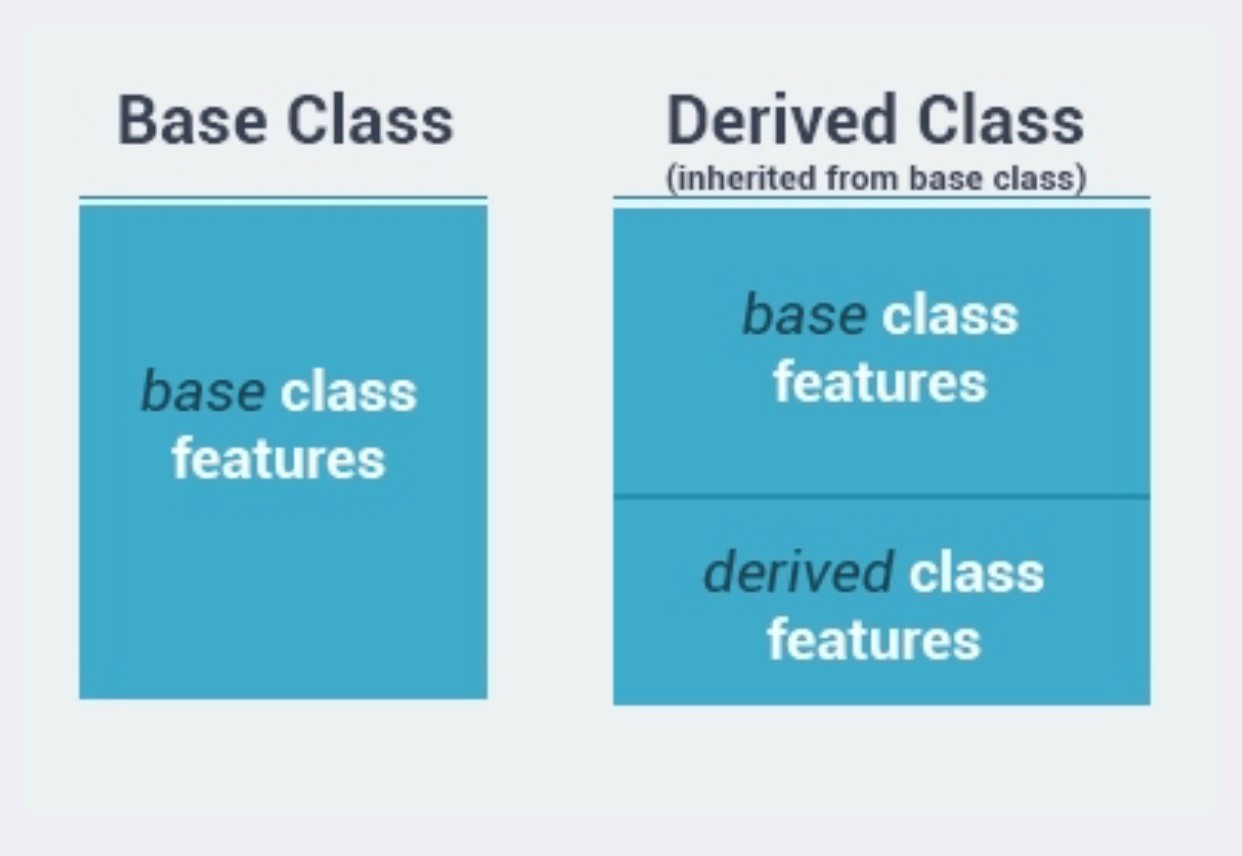 Base Class
base class
features
Derived Class
(inherited from base class)
base class
features
derived class
features